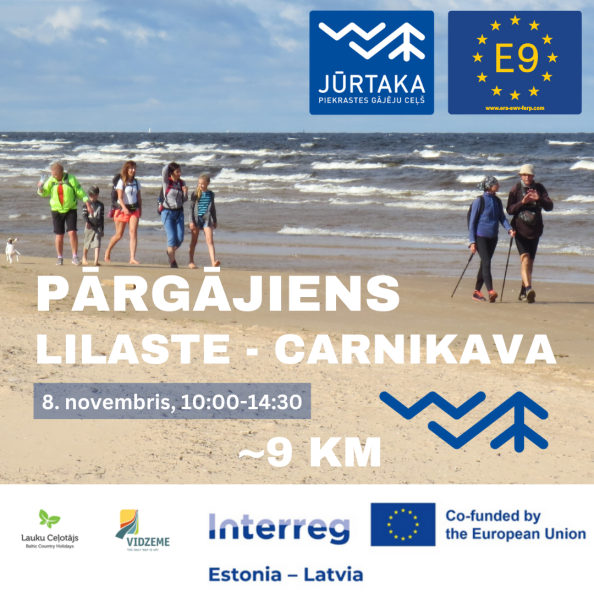 JŪRTAKA
PIEKRASTES GĀJĒJU CEĻŠ
E9
www.era-ewv-ferp.com
PĀRGĀJIENS
LILASTE - CARNIKAVA
8. novembris, 10:00-14:30
~9 KM
Lauku Ceļotājs
Baltic Country Holidays
VIDZEME
Interreg
Co-funded by
the European Union
Estonia – Latvia